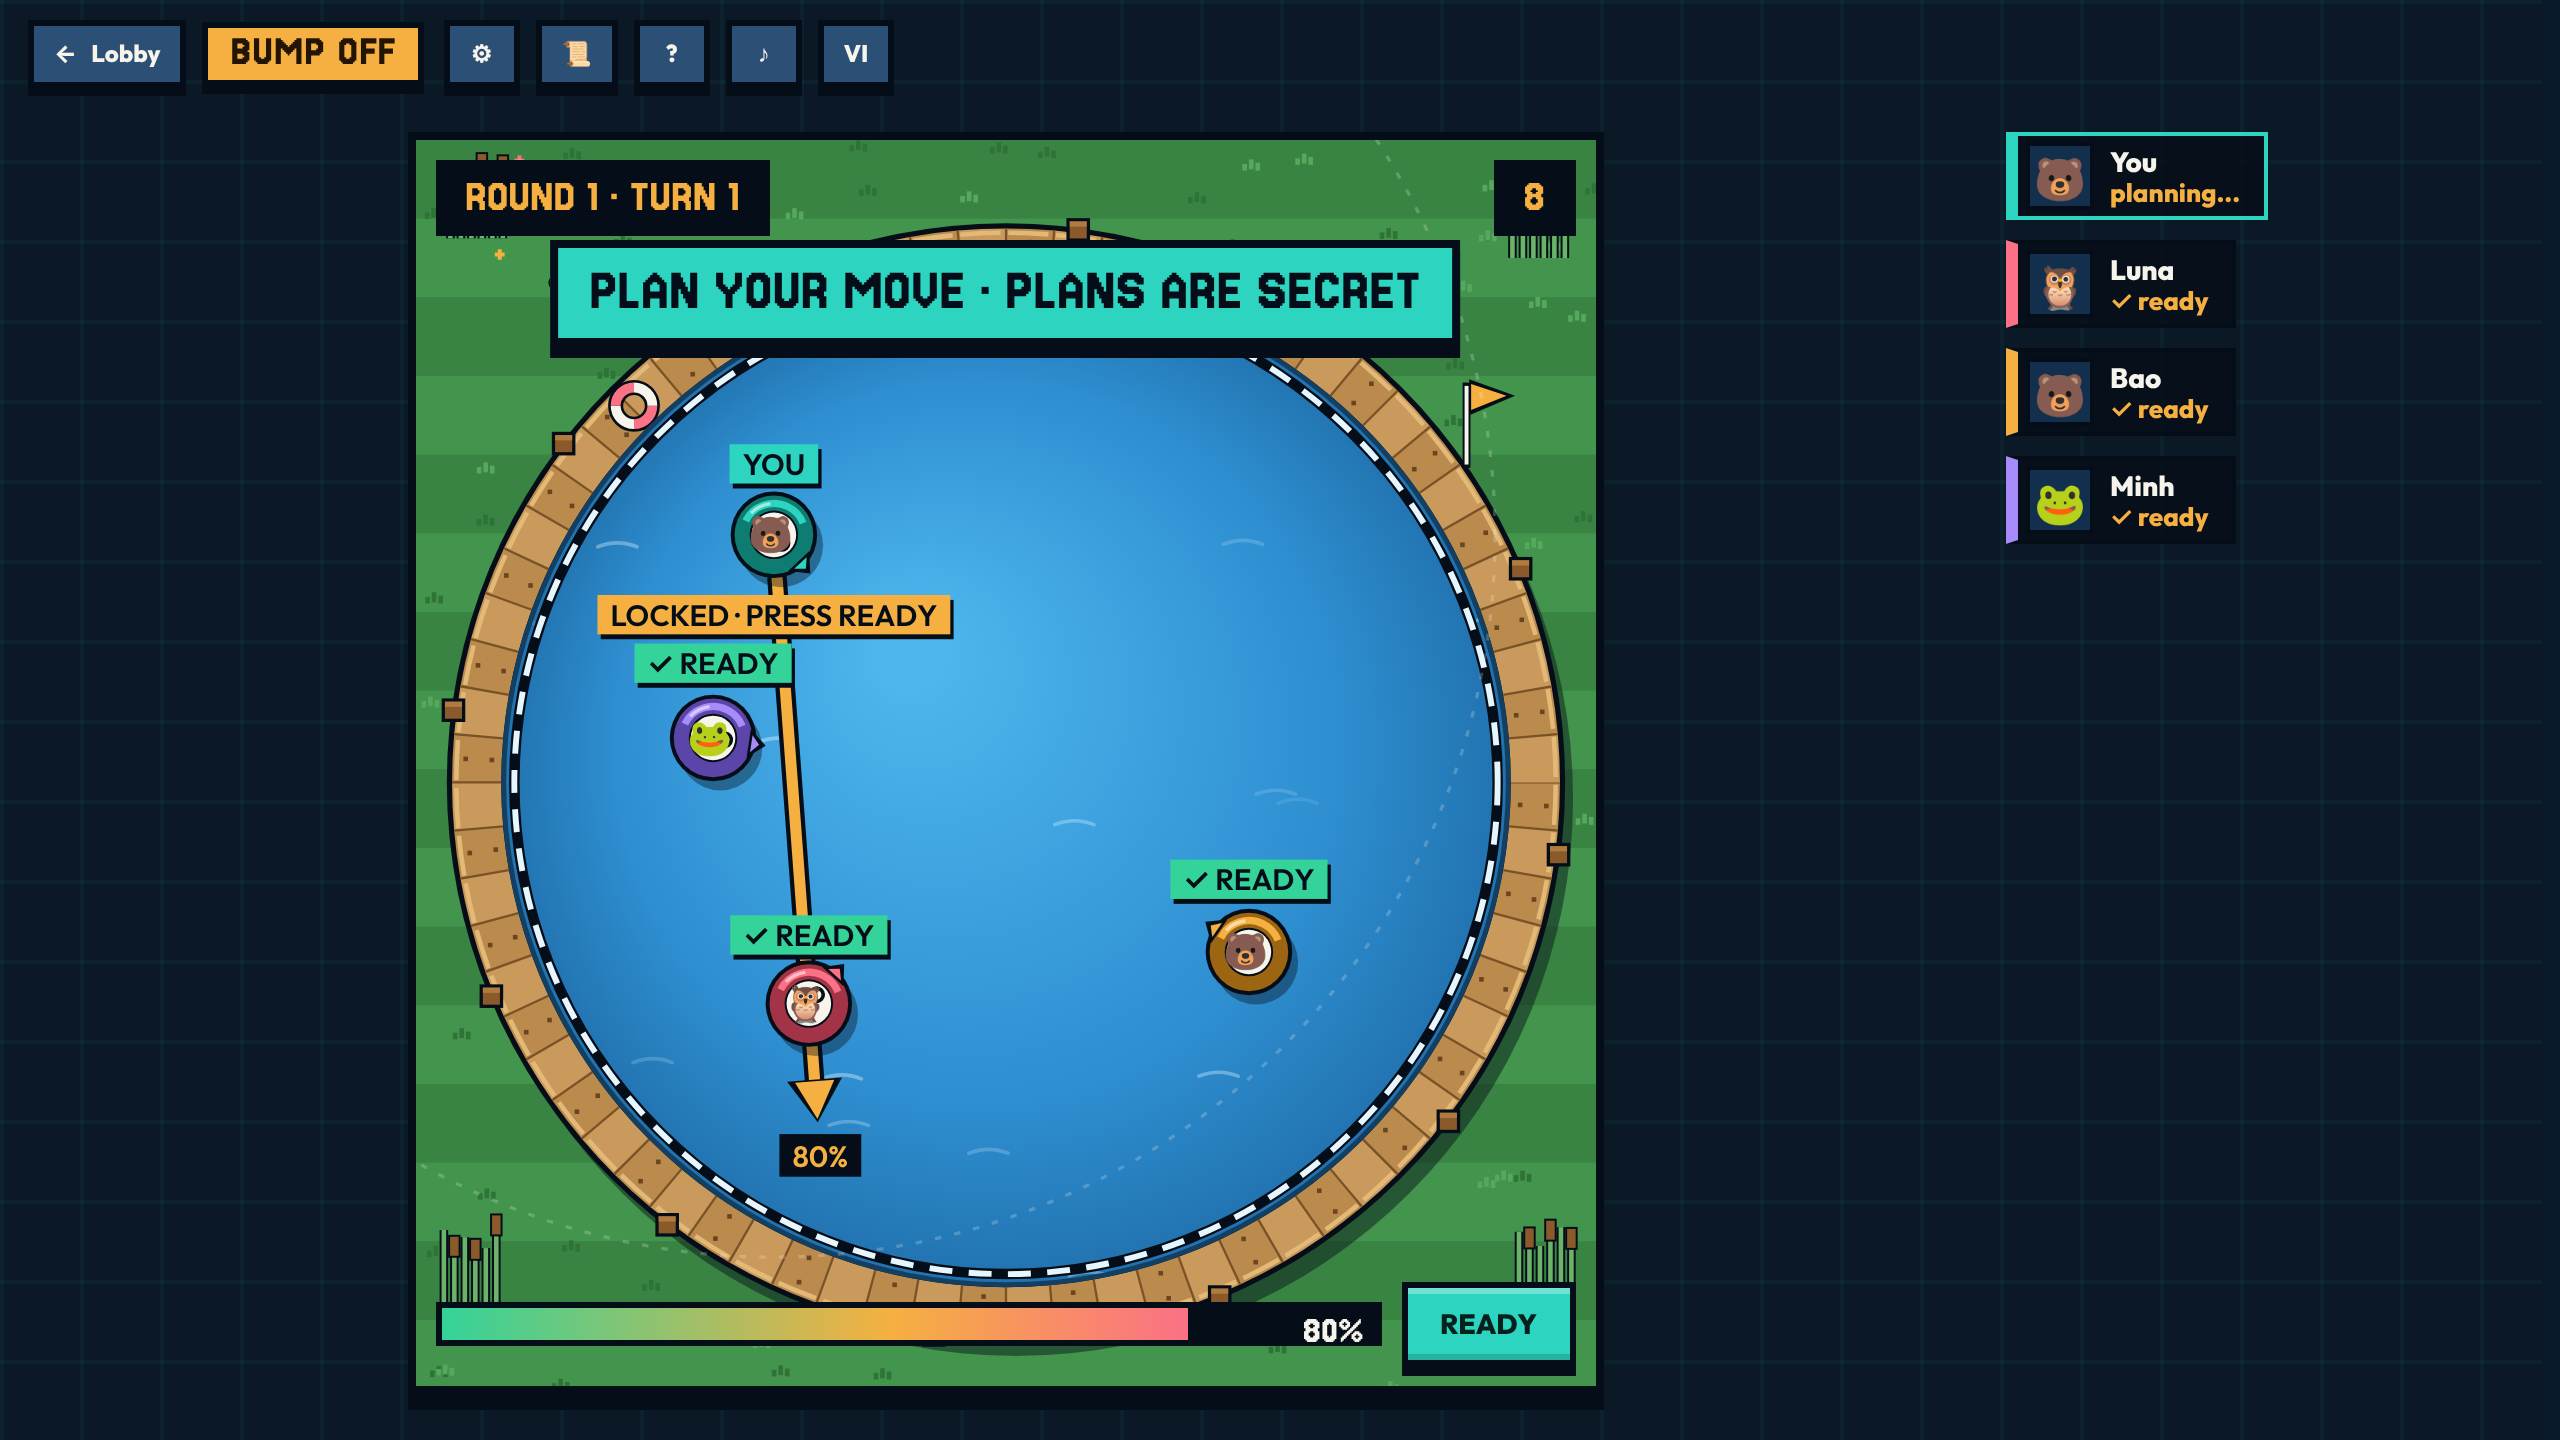 ← Lobby
BUMP OFF
?
VI
ROUND 1 · TURN 1
8
PLAN YOUR MOVE · PLANS ARE SECRET
YOU
LOCKED · PRESS READY
✓ READY
✓ READY
✓ READY
80%
80%
READY
You
planning...
Luna
✓ ready
Bao
✓ ready
Minh
✓ ready